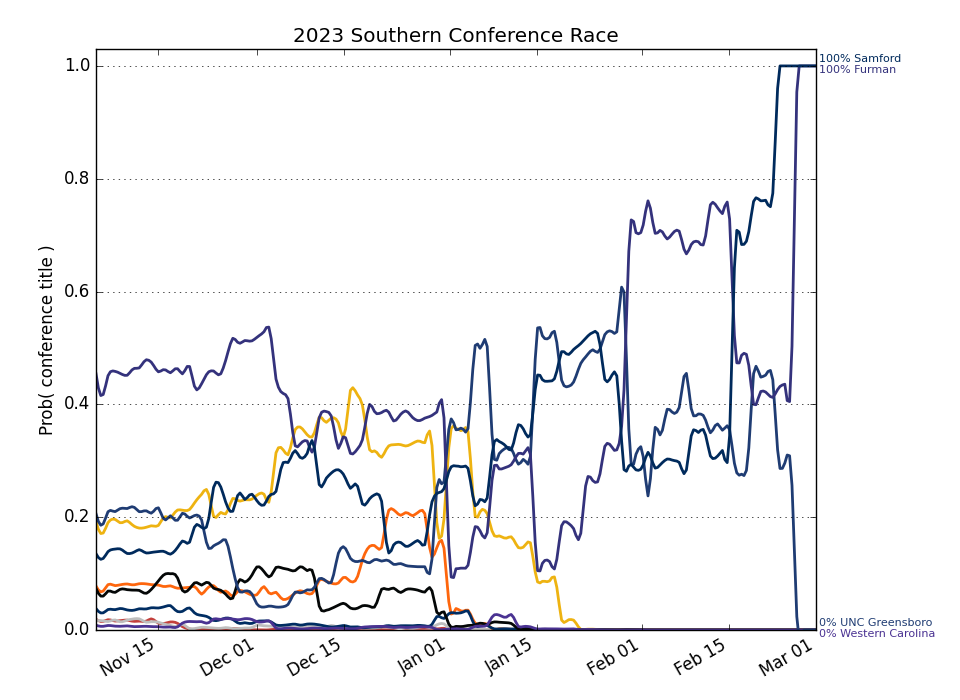 2023 Southern Conference Race
Prob( conference title )
1.0
0.8
0.6
0.4
0.2
0.0
Nov 15
Dec 01
Dec 15
Jan 01
Jan 15
Feb 01
Feb 15
Mar 01
100% Samford
100% Furman
0% UNC Greensboro
0% Western Carolina